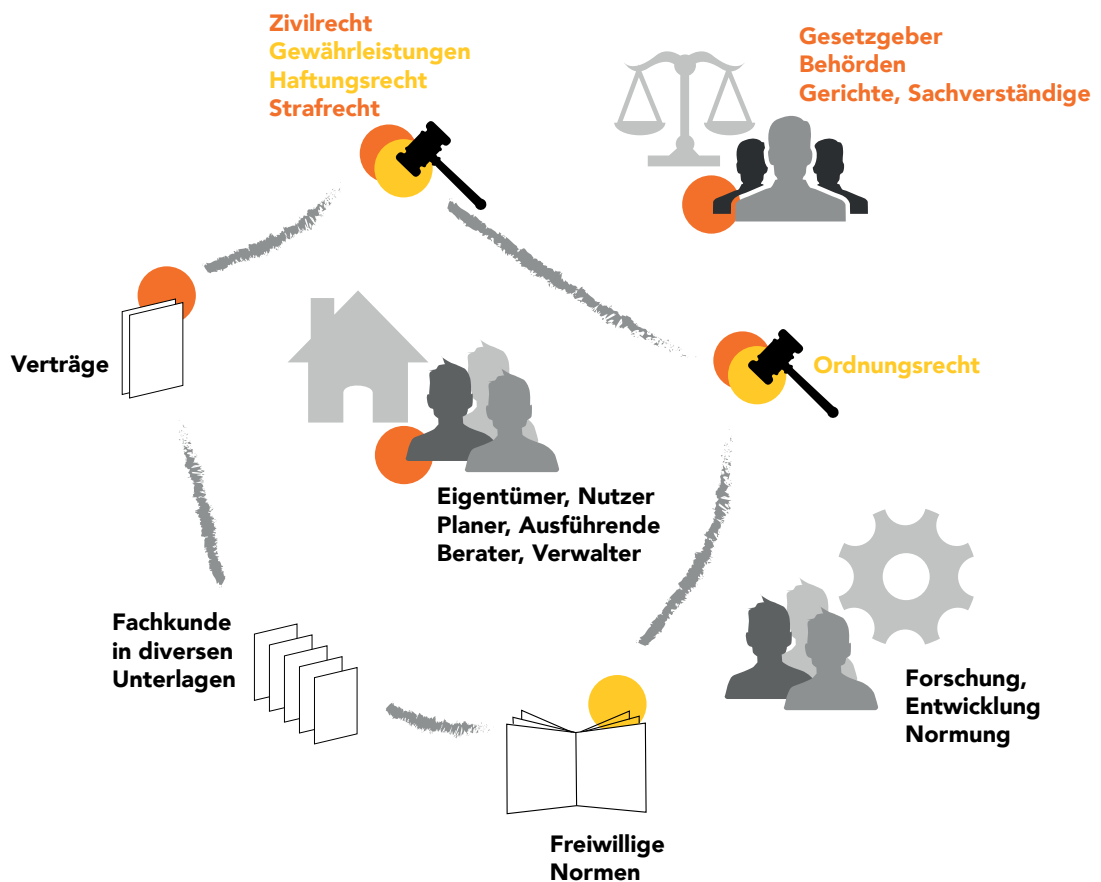 Zivilrecht
Gewährleistungen
Haftungsrecht
Strafrecht
Gesetzgeber
Behörden
Gerichte, Sachverständige
Verträge
Ordnungsrecht
Eigentümer, Nutzer
Planer, Ausführende
Berater, Verwalter
Fachkunde
in diversen
Unterlagen
Forschung,
Entwicklung
Normung
Freiwillige
Normen